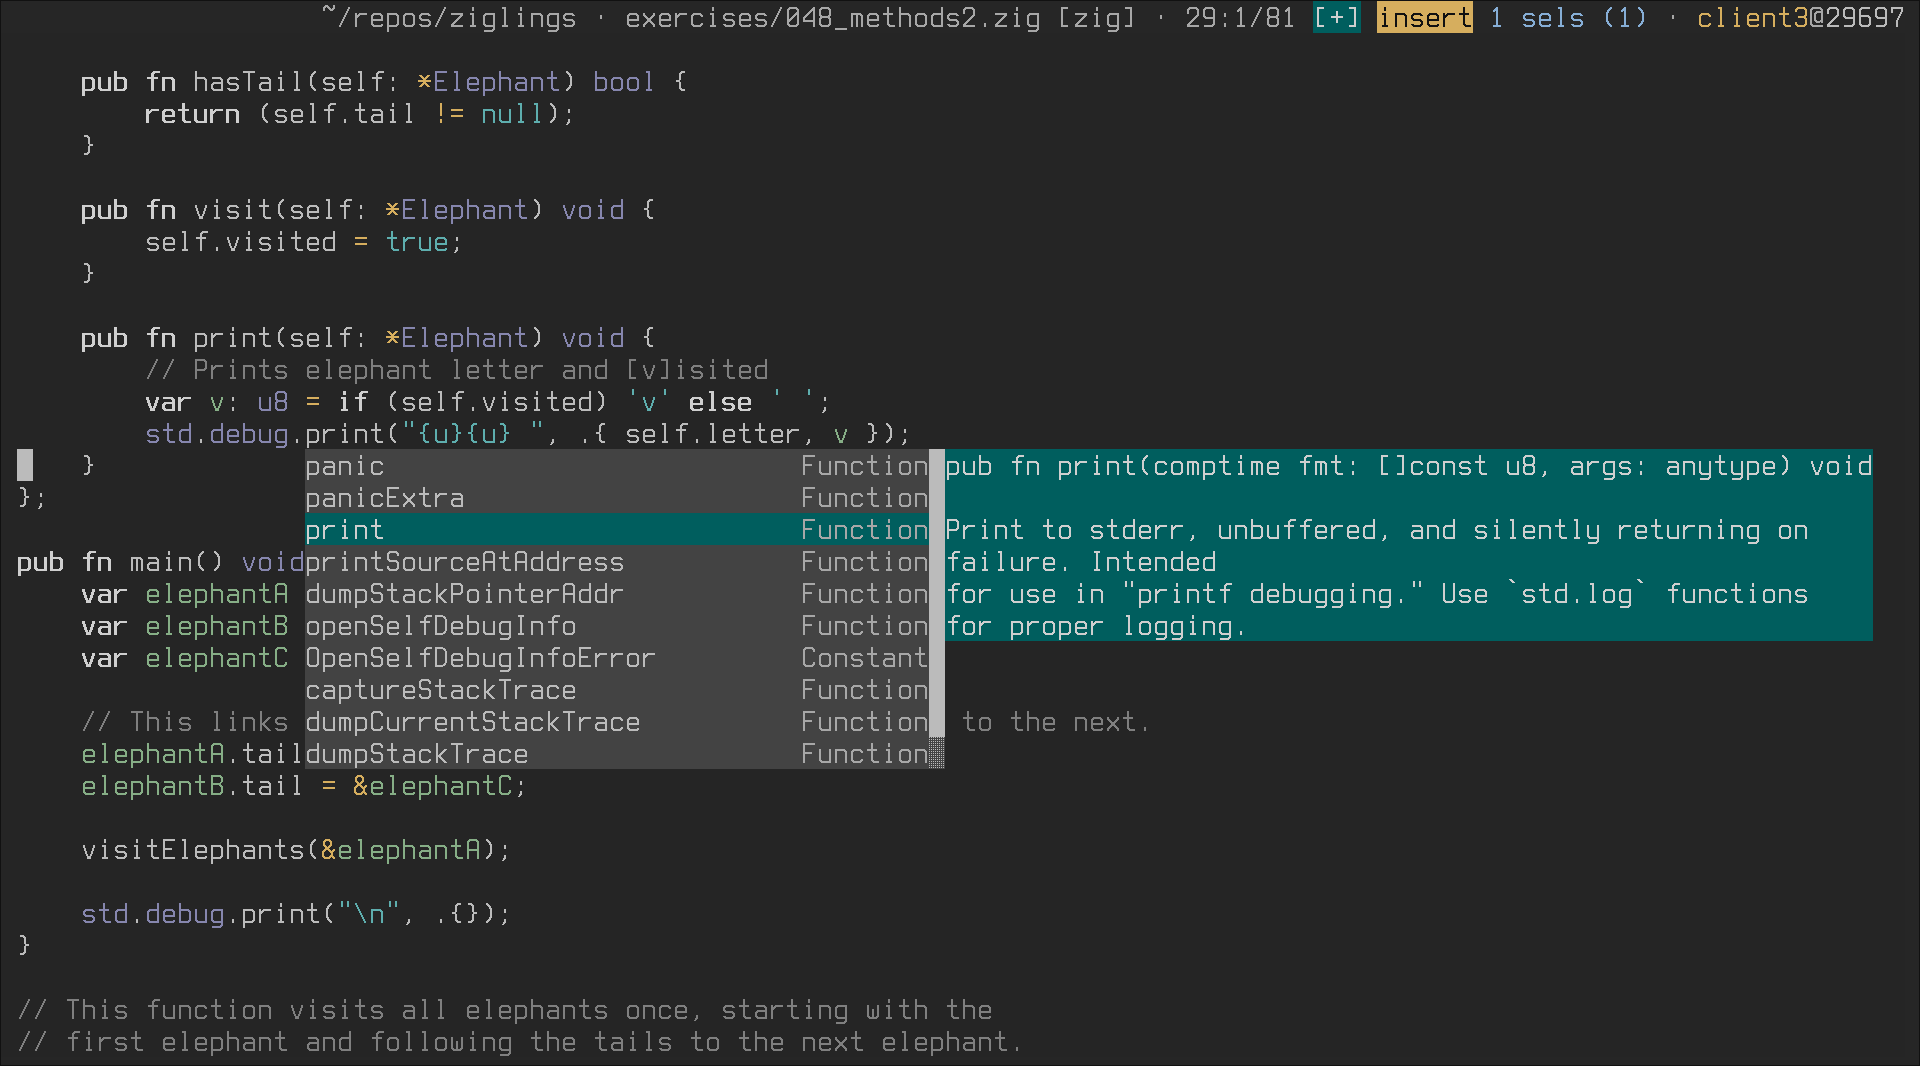 ~/repos/ziglings · exercises/048_methods2.zig [zig] · 29:1/81 [+] insert 1 sels (1) · client3@29697
pub fn hasTail(self: *Elephant) bool {
return (self.tail != null);
}
pub fn visit(self: *Elephant) void {
self.visited = true;
}
pub fn print(self: *Elephant) void {
// Prints elephant letter and [v]isited
var v: u8 = if (self.visited) 'v' else ' ';
std.debug.print("{u}{u} ", .{ self.letter, v });
} panic Function pub fn print(comptime fmt: []const u8, args: anytype) void
}; panicExtra Function
print Function Print to stderr, unbuffered, and silently returning on
pub fn main() void printSourceAtAddress Function failure. Intended
var elephantA dumpStackPointerAddr Function for use in "printf debugging." Use `std.log` functions
var elephantB openSelfDebugInfo Function for proper logging.
var elephantC OpenSelfDebugInfoError Constant
captureStackTrace Function
// This links dumpCurrentStackTrace Function to the next.
elephantA.tail dumpStackTrace Function
elephantB.tail = &elephantC;
visitElephants(&elephantA);
std.debug.print("\n", .{});
}
// This function visits all elephants once, starting with the
// first elephant and following the tails to the next elephant.